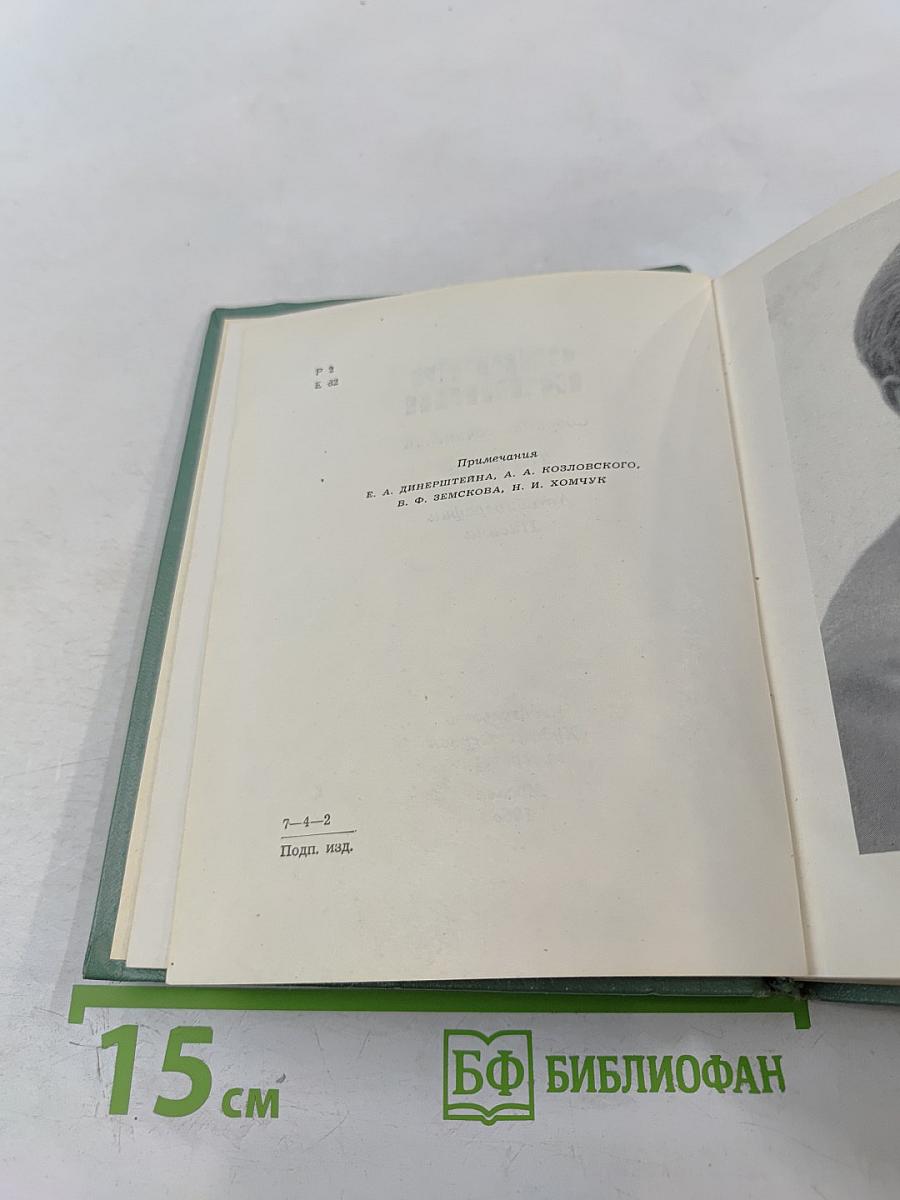 Р 2
Е 82
Примечания
Е. А. ДИНЕРШТЕЙНА, А. А. КОЗЛОВСКОГО,
В. Ф. ЗЕМСКОВА, Н. И. ХОМЧУК
7—4—2
Подп. изд.
15 см
БФ БИБЛИОФАН